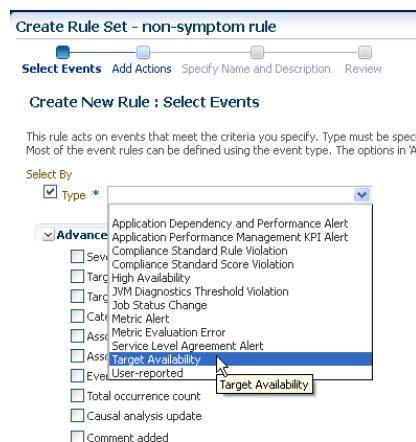 Create Rule Set - non-symptom rule
Select Events Add Actions Specify Name and Description Review
Create New Rule : Select Events
This rule acts on events that meet the criteria you specify. Type must be spec
Most of the event rules can be defined using the event type. The options in 'A
Select By
Type *
Application Dependency and Performance Alert
Application Performance Management KPI Alert
Compliance Standard Rule Violation
Compliance Standard Score Violation
High Availability
JVM Diagnostics Threshold Violation
Job Status Change
Metric Alert
Metric Evaluation Error
Service Level Agreement Alert
Target Availability
User-reported
Target Availability
Advance
Sev
Targ
Targ
Cate
Asso
Asso
Ever
Total occurrence count
Causal analysis update
Comment added